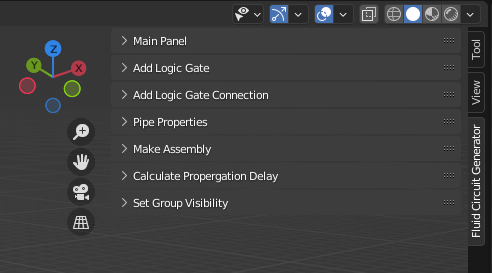 Main Panel
Add Logic Gate
Add Logic Gate Connection
Pipe Properties
Make Assembly
Calculate Propergation Delay
Set Group Visibility
Z
Y
X
Tool
View
Fluid Circuit Generator